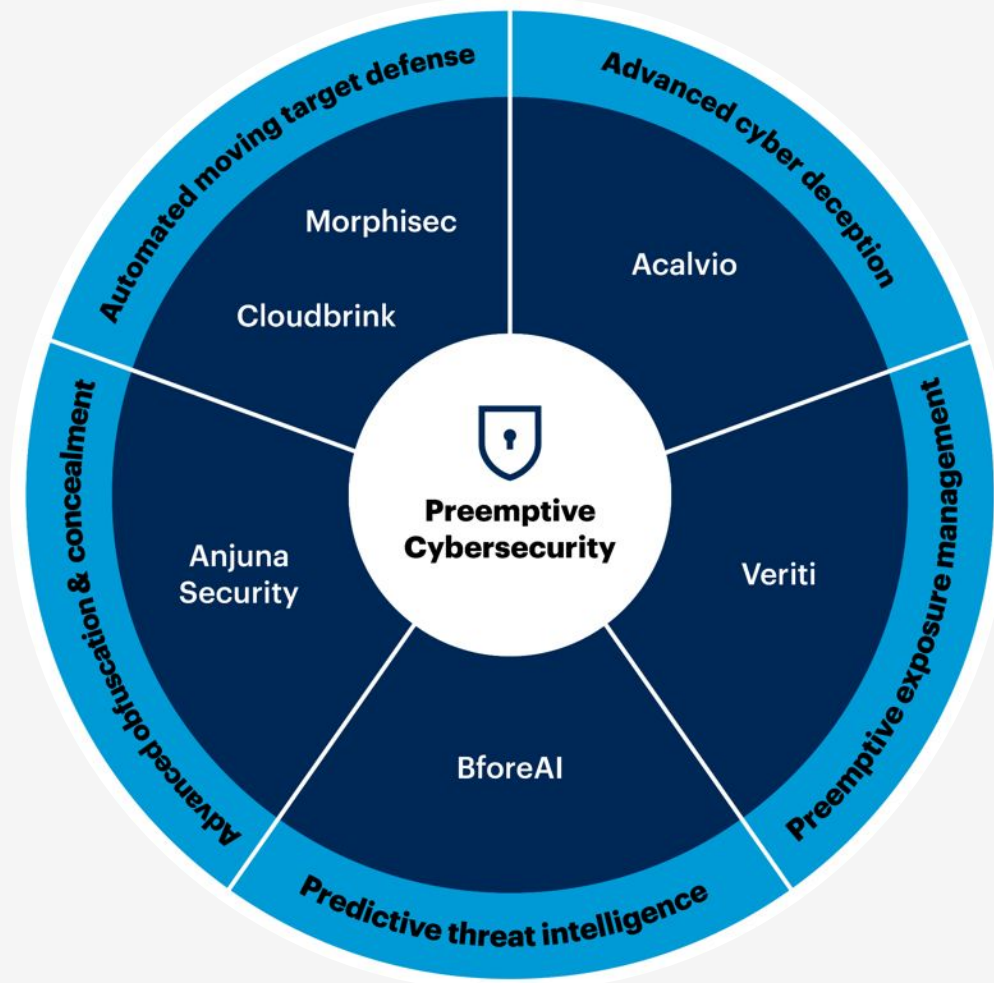 Automated moving target defense
Morphisec
Cloudbrink
Advanced cyber deception
Acalvio
Preemptive exposure management
Veriti
Predictive threat intelligence
BforeAI
Advanced obfuscation & concealment
Anjuna
Security
Preemptive
Cybersecurity